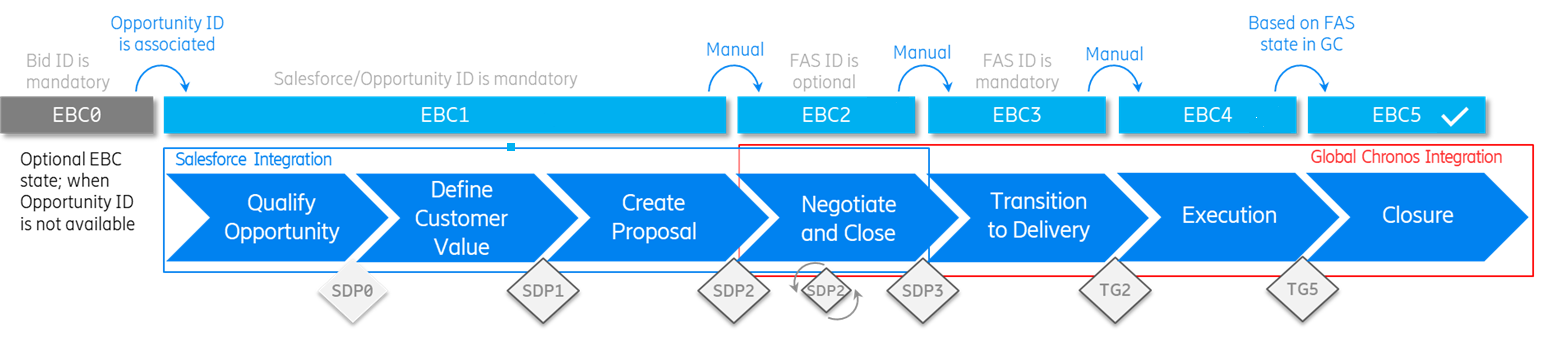 Opportunity ID
is associated
Based on FAS
state in GC
Manual
Manual
Manual
Bid ID is
mandatory
Salesforce/Opportunity ID is mandatory
FAS ID is
optional
FAS ID is
mandatory
EBC0
EBC1
EBC2
EBC3
EBC4
EBC5
Optional EBC
state; when
Opportunity ID
is not available
Salesforce Integration
Global Chronos Integration
Qualify
Opportunity
Define
Customer
Value
Create
Proposal
Negotiate
and Close
Transition
to Delivery
Execution
Closure
SDP0
SDP1
SDP2
SDP2
SDP3
TG2
TG5